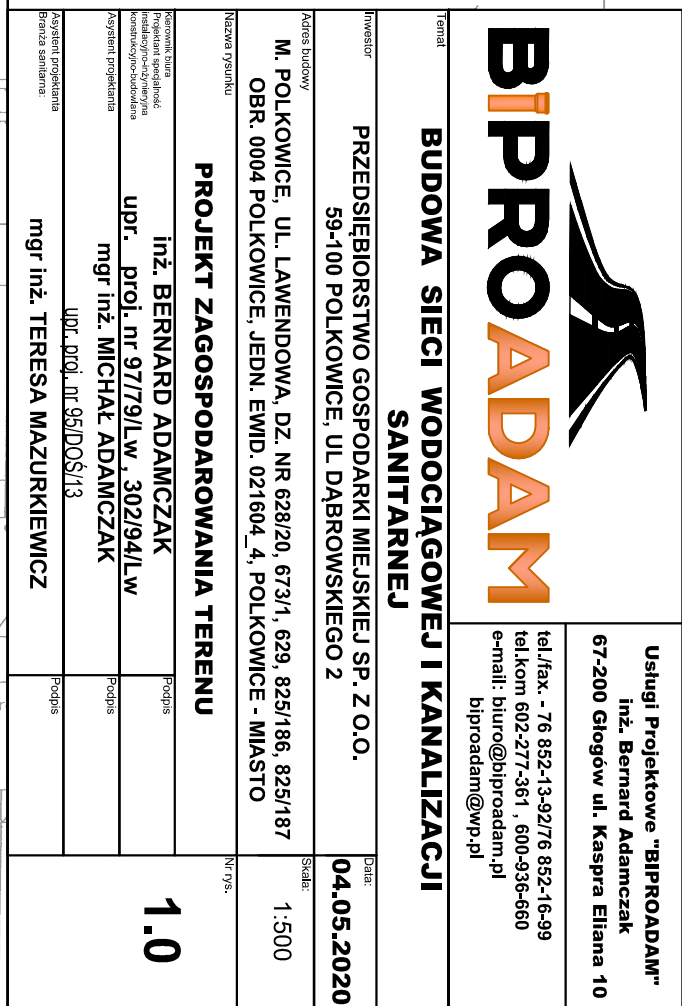 BIPROADAM
Usługi Projektowe "BIPROADAM"
inż. Bernard Adamczak
67-200 Głogów ul. Kaspra Eliana 10
tel./fax. - 76 852-13-92/76 852-16-99
tel.kom 602-277-361 , 600-936-660
e-mail: biuro@biproadam.pl
biproadam@wp.pl
Temat
BUDOWA SIECI WODOCIĄGOWEJ I KANALIZACJI
SANITARNEJ
Inwestor
PRZEDSIĘBIORSTWO GOSPODARKI MIEJSKIEJ SP. Z O.O.
59-100 POLKOWICE, UL DĄBROWSKIEGO 2
Data:
04.05.2020
Adres budowy
M. POLKOWICE, UL. LAWENDOWA, DZ. NR 628/20, 673/1, 629, 825/186, 825/187
OBR. 0004 POLKOWICE, JEDN. EWID. 021604_4, POLKOWICE - MIASTO
Skala:
1:500
Nazwa rysunku
PROJEKT ZAGOSPODAROWANIA TERENU
Nr rys.
1.0
Kierownik biura
Projektant specjalność
instalacyjno-inżynieryjna
konstrukcyjno-budowlana
inż. BERNARD ADAMCZAK
upr. proj. nr 97/79/Lw , 302/94/Lw
Podpis
Asystent projektanta
mgr inż. MICHAŁ ADAMCZAK
upr. proj. nr 95/DOŚ/13
Podpis
Asystent projektanta
Branża sanitarna:
mgr inż. TERESA MAZURKIEWICZ
Podpis